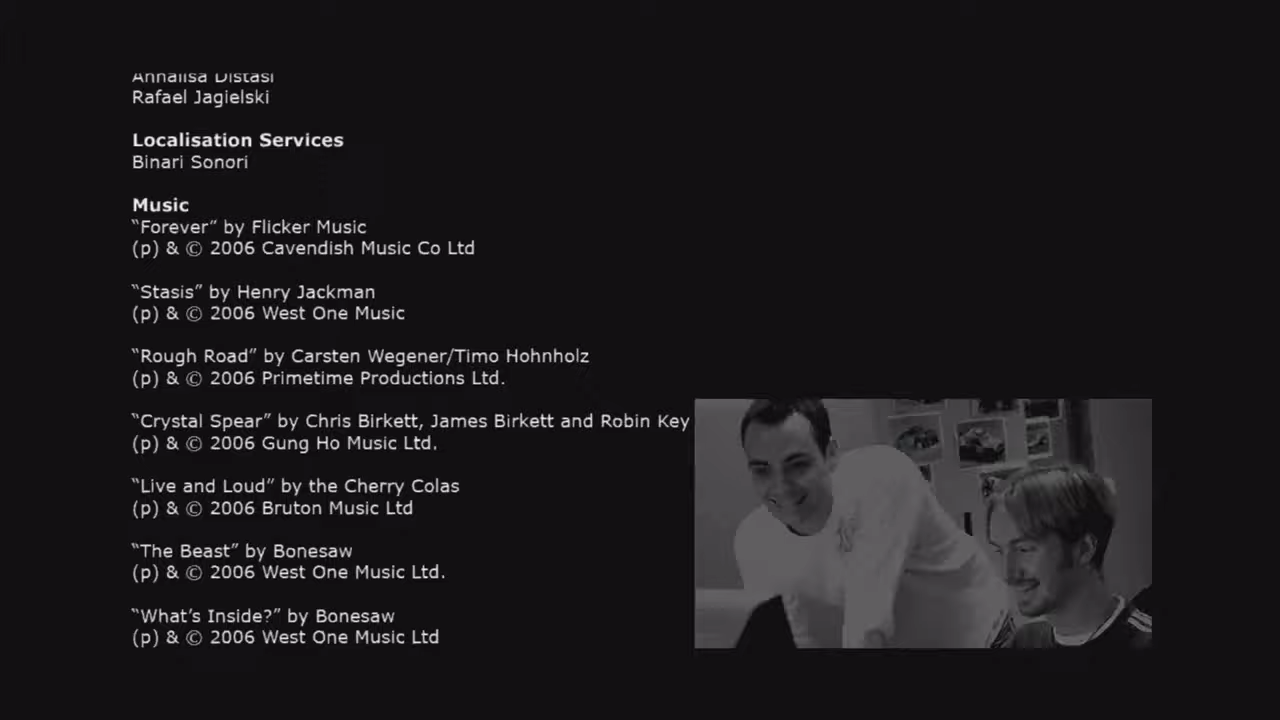 Annalisa Distasi
Rafael Jagielski
Localisation Services
Binari Sonori
Music
“Forever” by Flicker Music
(p) & © 2006 Cavendish Music Co Ltd
“Stasis” by Henry Jackman
(p) & © 2006 West One Music
“Rough Road” by Carsten Wegener/Timo Hohnholz
(p) & © 2006 Primetime Productions Ltd.
“Crystal Spear” by Chris Birkett, James Birkett and Robin Key
(p) & © 2006 Gung Ho Music Ltd.
“Live and Loud” by the Cherry Colas
(p) & © 2006 Bruton Music Ltd
“The Beast” by Bonesaw
(p) & © 2006 West One Music Ltd.
“What’s Inside?” by Bonesaw
(p) & © 2006 West One Music Ltd